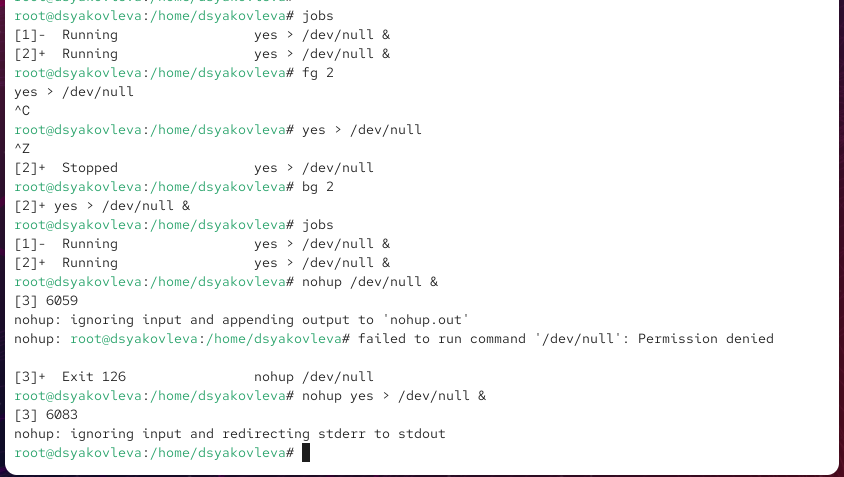 root@dsyakovleva:/home/dsyakovleva# jobs
[1]-  Running                 yes > /dev/null &
[2]+  Running                 yes > /dev/null &
root@dsyakovleva:/home/dsyakovleva# fg 2
yes > /dev/null
^C
root@dsyakovleva:/home/dsyakovleva# yes > /dev/null
^Z
[2]+  Stopped                 yes > /dev/null
root@dsyakovleva:/home/dsyakovleva# bg 2
[2]+ yes > /dev/null &
root@dsyakovleva:/home/dsyakovleva# jobs
[1]-  Running                 yes > /dev/null &
[2]+  Running                 yes > /dev/null &
root@dsyakovleva:/home/dsyakovleva# nohup /dev/null &
[3] 6059
nohup: ignoring input and appending output to 'nohup.out'
nohup: root@dsyakovleva:/home/dsyakovleva# failed to run command '/dev/null': Permission denied
[3]+  Exit 126                nohup /dev/null
root@dsyakovleva:/home/dsyakovleva# nohup yes > /dev/null &
[3] 6083
nohup: ignoring input and redirecting stderr to stdout
root@dsyakovleva:/home/dsyakovleva#